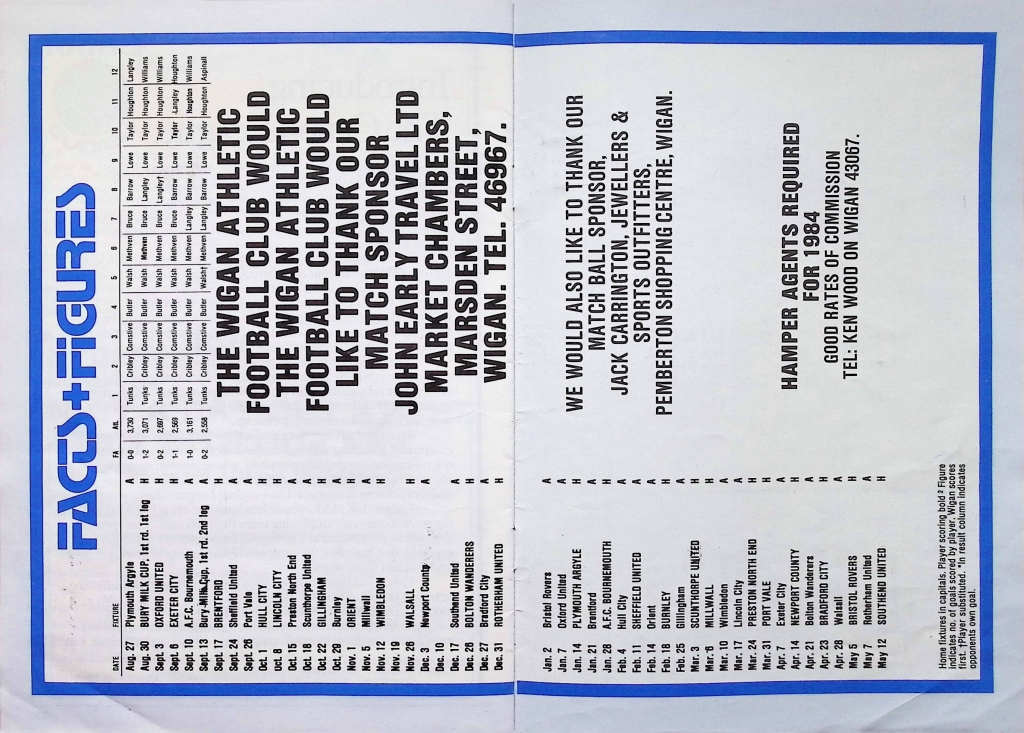 FACTS+FIGURES
DATE FIXTURE FA Att. 1 2 3 4 5 6 7 8 9 10 11 12
Aug. 27 Plymouth Argyle A 0-0 3,730 Tunks Cribley Comstive Butler Walsh Methven Bruce Barrow Lowe Taylor Houghton Langley
Aug. 30 BURY MILK CUP, 1st rd. 1st leg H 1-2 3,071 Tunks Cribley Comstive Butler Walsh Methven Bruce Langley Lowe Taylor Houghton Williams
Sept. 3 OXFORD UNITED H 0-2 2,697 Tunks Cribley Comstive Butler Walsh Methven Bruce Langley† Lowe Taylor Houghton Williams
Sept. 6 EXETER CITY H 1-1 2,569 Tunks Cribley Comstive Butler Walsh Methven Bruce Barrow Lowe Taylor Langley Houghton
Sept. 10 A.F.C. Bournemouth A 1-0 3,161 Tunks Cribley Comstive Butler Walsh Methven Langley Barrow Lowe Taylor Houghton Williams
Sept. 13 Bury-Milk Cup, 1st rd. 2nd leg A 0-2 2,558 Tunks Cribley Comstive Butler Walsh† Methven Langley Barrow Lowe Taylor Houghton Aspinall
Sept. 17 BRENTFORD H
Sept. 24 Sheffield United A
Sept. 26 Port Vale A
Oct. 1 HULL CITY H
Oct. 8 LINCOLN CITY H
Oct. 15 Preston North End A
Oct. 18 Scunthorpe United A
Oct. 22 GILLINGHAM H
Oct. 29 Burnley A
Nov. 1 ORIENT H
Nov. 5 Millwall A
Nov. 12 WIMBLEDON H
Nov. 19
Nov. 26 WALSALL H
Dec. 3 Newport County A
Dec. 10
Dec. 17 Southend United A
Dec. 26 BOLTON WANDERERS H
Dec. 27 Bradford City A
Dec. 31 ROTHERHAM UNITED H
THE WIGAN ATHLETIC
FOOTBALL CLUB WOULD
THE WIGAN ATHLETIC
FOOTBALL CLUB WOULD
LIKE TO THANK OUR
MATCH SPONSOR
JOHN EARLY TRAVEL LTD
MARKET CHAMBERS,
MARSDEN STREET,
WIGAN. TEL. 46967.
Jan. 2 Bristol Rovers A
Jan. 7 Oxford United A
Jan. 14 PLYMOUTH ARGYLE H
Jan. 21 Brentford A
Jan. 28 A.F.C. BOURNEMOUTH H
Feb. 4 Hull City A
Feb. 11 SHEFFIELD UNITED H
Feb. 14 Orient A
Feb. 18 BURNLEY H
Feb. 25 Gillingham A
Mar. 3 SCUNTHORPE UNITED H
Mar. 6 MILLWALL H
Mar. 10 Wimbledon A
Mar. 17 Lincoln City A
Mar. 24 PRESTON NORTH END H
Mar. 31 PORT VALE H
Apr. 7 Exeter City A
Apr. 14 NEWPORT COUNTY H
Apr. 21 Bolton Wanderers A
Apr. 23 BRADFORD CITY H
Apr. 28 Walsall A
May 5 BRISTOL ROVERS H
May 7 Rotherham United A
May 12 SOUTHEND UNITED H
WE WOULD ALSO LIKE TO THANK OUR
MATCH BALL SPONSOR,
JACK CARRINGTON, JEWELLERS &
SPORTS OUTFITTERS,
PEMBERTON SHOPPING CENTRE, WIGAN.
HAMPER AGENTS REQUIRED
FOR 1984
GOOD RATES OF COMMISSION
TEL: KEN WOOD ON WIGAN 43067.
Home fixtures in capitals. Player scoring bold ² Figure
indicates no. of goals scored by player. Wigan scores
first. †Player substituted. *In result column indicates
opponents own goal.